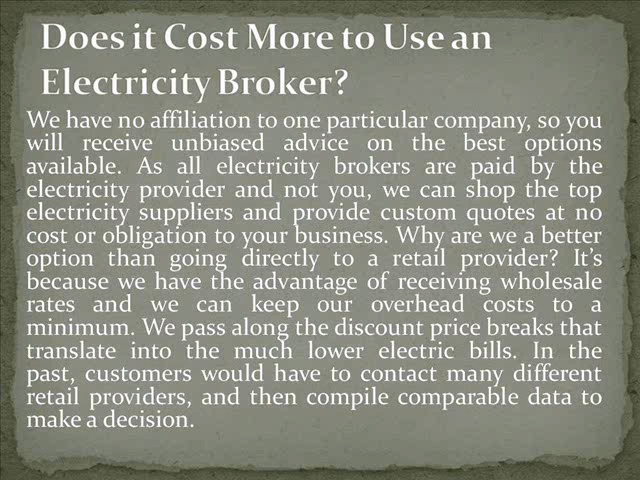 Does it Cost More to Use an
Electricity Broker?
We have no affiliation to one particular company, so you
will receive unbiased advice on the best options
available. As all electricity brokers are paid by the
electricity provider and not you, we can shop the top
electricity suppliers and provide custom quotes at no
cost or obligation to your business. Why are we a better
option than going directly to a retail provider? It's
because we have the advantage of receiving wholesale
rates and we can keep our overhead costs to a
minimum. We pass along the discount price breaks that
translate into the much lower electric bills. In the
past, customers would have to contact many different
retail providers, and then compile comparable data to
make a decision.